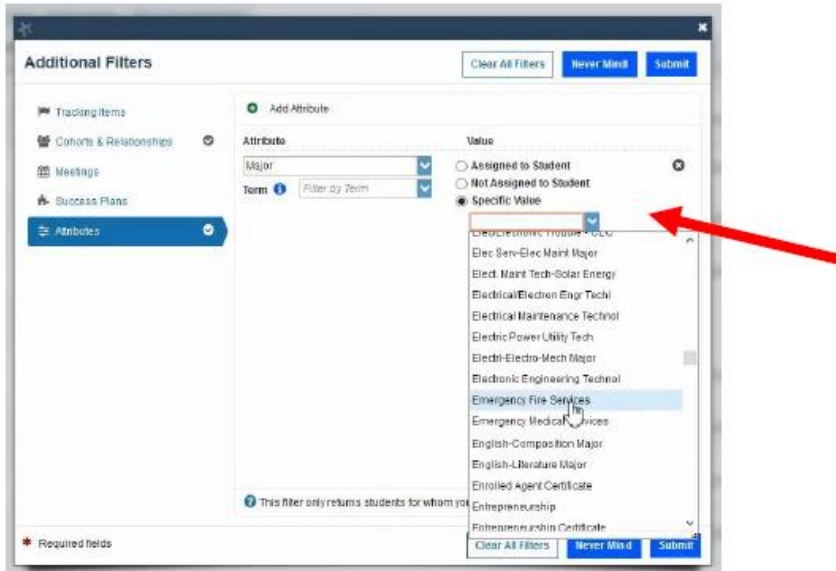 Additional Filters
Clear All Filters
Never Mind
Submit
Tracking Items
Add Attribute
Cohorts & Relationships
Attribute
Value
Meetings
Major
Assigned to Student
Term
Filter by Term
Not Assigned to Student
Success Plans
Specific Value
Attributes
Elec Serv-Elec Maint Major
Elect. Maint Tech-Solar Energy
Electrical/Electron Engr Techi
Electrical Maintenance Technol
Electric Power Utility Tech
Electri-Electro-Mech Major
Electronic Engineering Technol
Emergency Fire Services
Emergency Medical
English-Composition Major
English-Literature Major
Enrolled Agent Certificate
This filter only returns students for whom
Entrepreneurship
Entrepreneurship Certificate
* Required fields
Clear All Filters
Never Mind
Submit